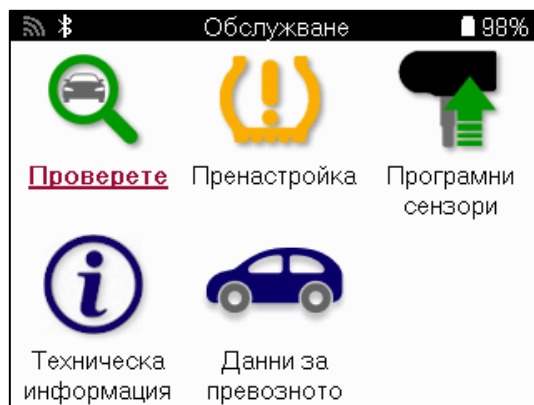 Обслужване 98%
Проверете Пренастройка Програмни
сензори
Техническа Данни за
информация превозното